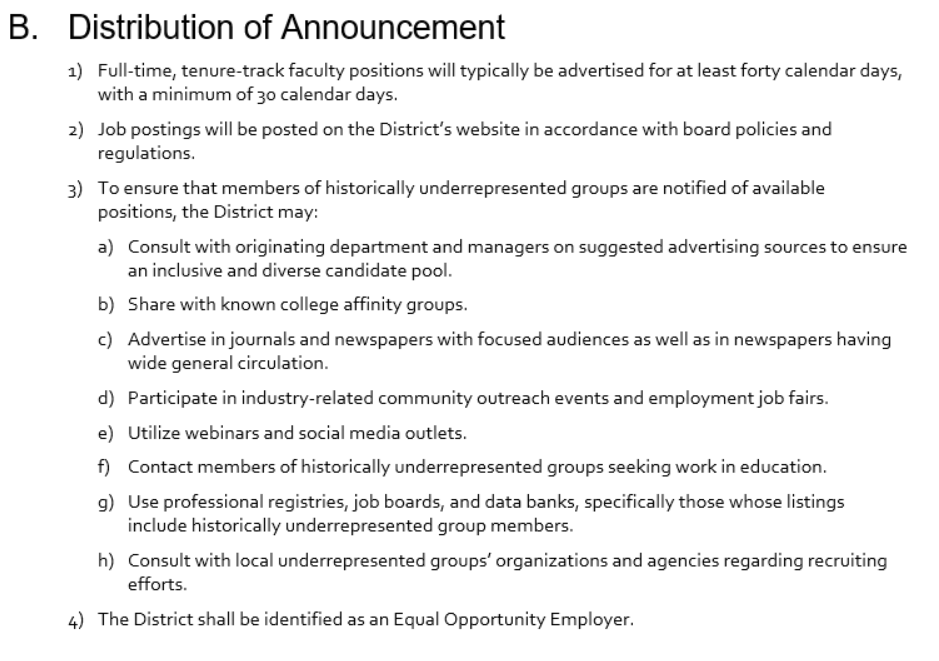 B. Distribution of Announcement
1) Full-time, tenure-track faculty positions will typically be advertised for at least forty calendar days,
with a minimum of 30 calendar days.
2) Job postings will be posted on the District's website in accordance with board policies and
regulations.
3) To ensure that members of historically underrepresented groups are notified of available
positions, the District may:
a) Consult with originating department and managers on suggested advertising sources to ensure
an inclusive and diverse candidate pool.
b) Share with known college affinity groups.
c) Advertise in journals and newspapers with focused audiences as well as in newspapers having
wide general circulation.
d) Participate in industry-related community outreach events and employment job fairs.
e) Utilize webinars and social media outlets.
f) Contact members of historically underrepresented groups seeking work in education.
g) Use professional registries, job boards, and data banks, specifically those whose listings
include historically underrepresented group members.
h) Consult with local underrepresented groups' organizations and agencies regarding recruiting
efforts.
4) The District shall be identified as an Equal Opportunity Employer.